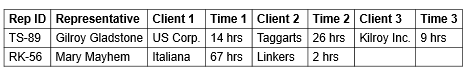 Rep ID Representative Client 1 Time 1 Client 2 Time 2 Client 3 Time 3
TS-89 Gilroy Gladstone US Corp. 14 hrs Taggarts 26 hrs Kilroy Inc. 9 hrs
RK-56 Mary Mayhem Italiana 67 hrs Linkers 2 hrs